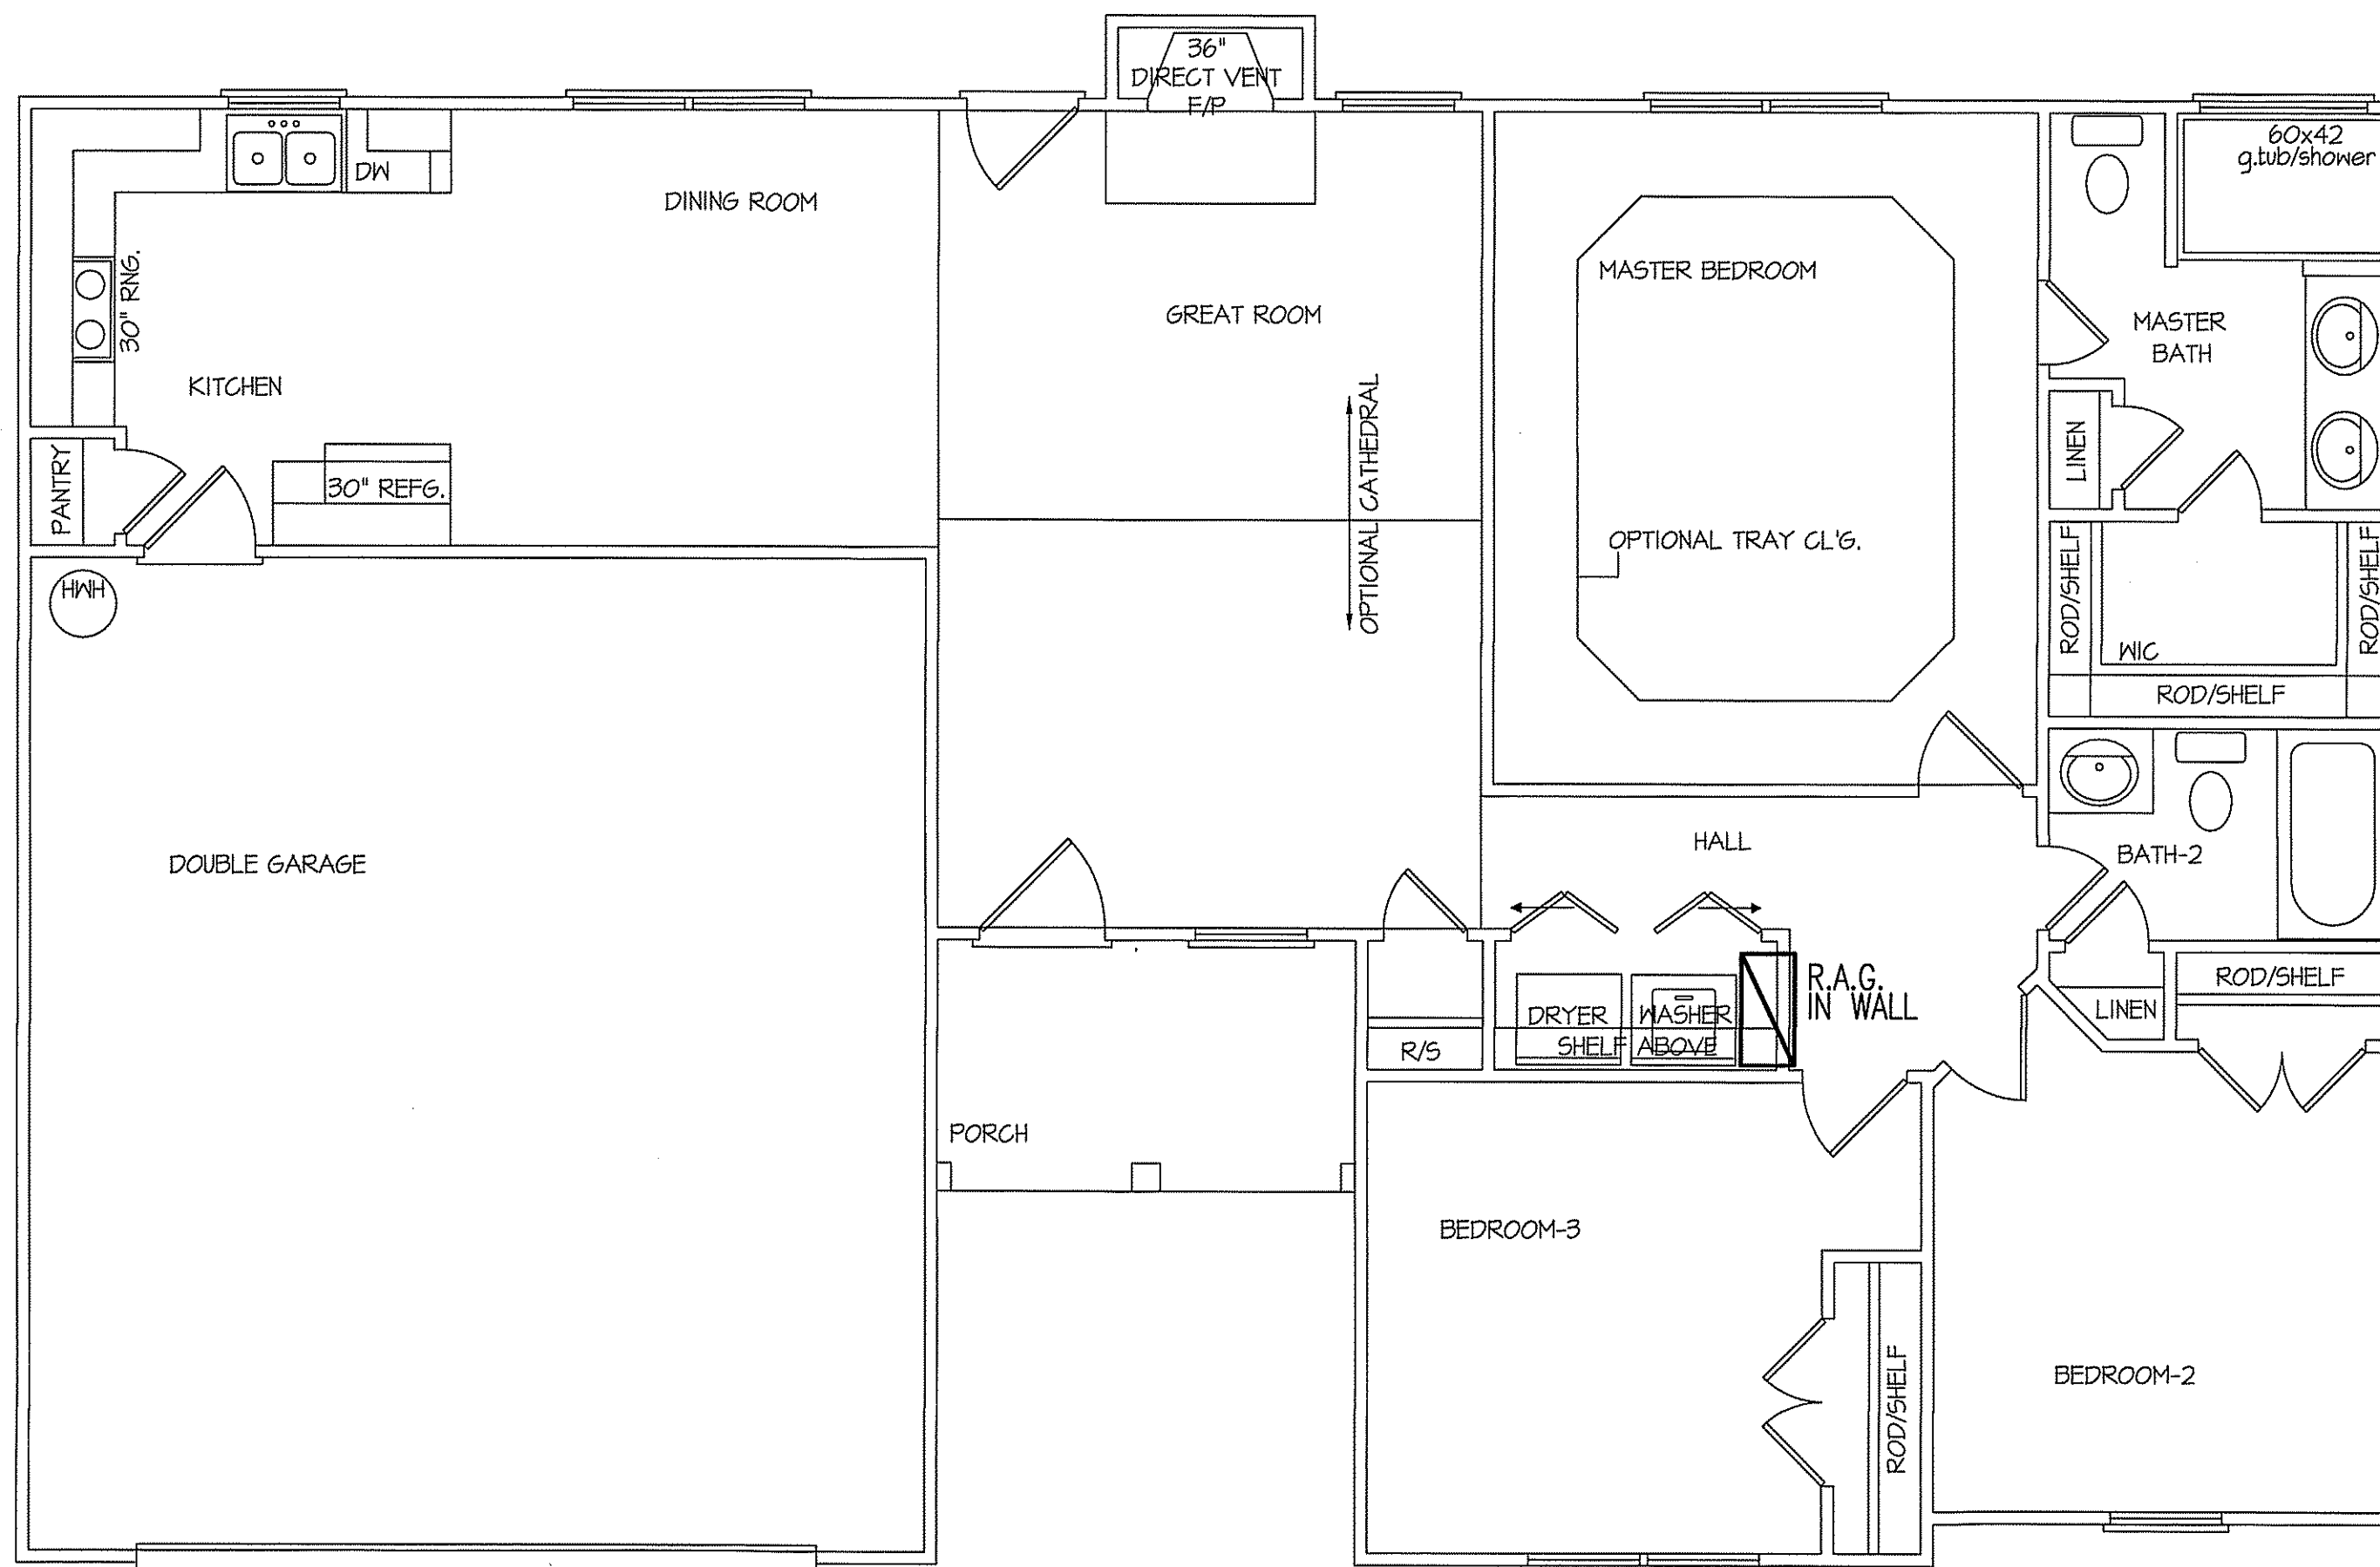 36"
DIRECT VENT
F/P
60x42
g.tub/shower
DW
DINING ROOM
30" RNG.
MASTER BEDROOM
GREAT ROOM
MASTER
BATH
KITCHEN
OPTIONAL CATHEDRAL
LINEN
PANTRY
30" REFG.
OPTIONAL TRAY CL'G.
HWH
ROD/SHELF
ROD/SHELF
WIC
ROD/SHELF
HALL
BATH-2
DOUBLE GARAGE
R.A.G.
IN WALL
ROD/SHELF
DRYER
WASHER
LINEN
SHELF ABOVE
R/S
PORCH
BEDROOM-3
ROD/SHELF
BEDROOM-2